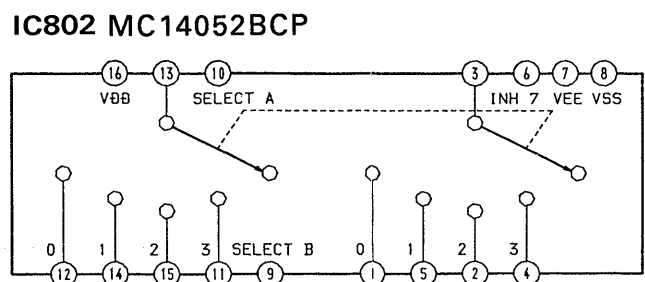 IC802 MC14052BCP
16 13 10 3 6 7 8
VDD SELECT A INH 7 VEE VSS
0 1 2 3 SELECT B 0 1 2 3
12 14 15 11 9 1 5 2 4